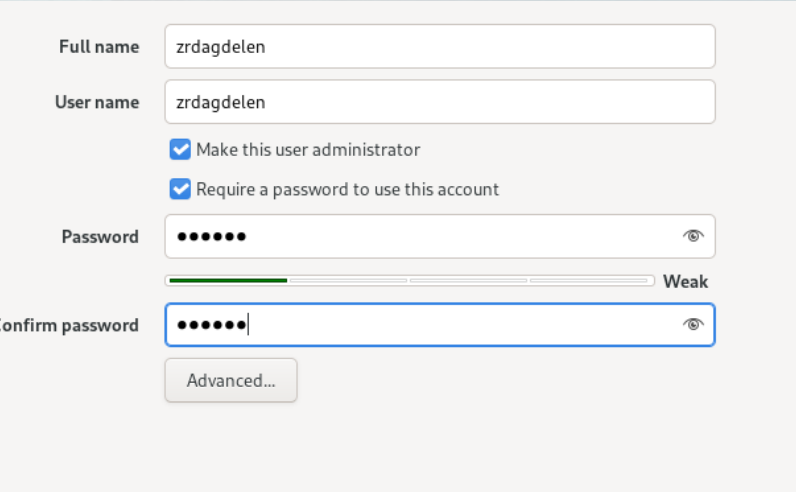 Full name zrdagdelen
User name zrdagdelen
Make this user administrator
Require a password to use this account
Password ●●●●●●
Weak
onfirm password ●●●●●●
Advanced...